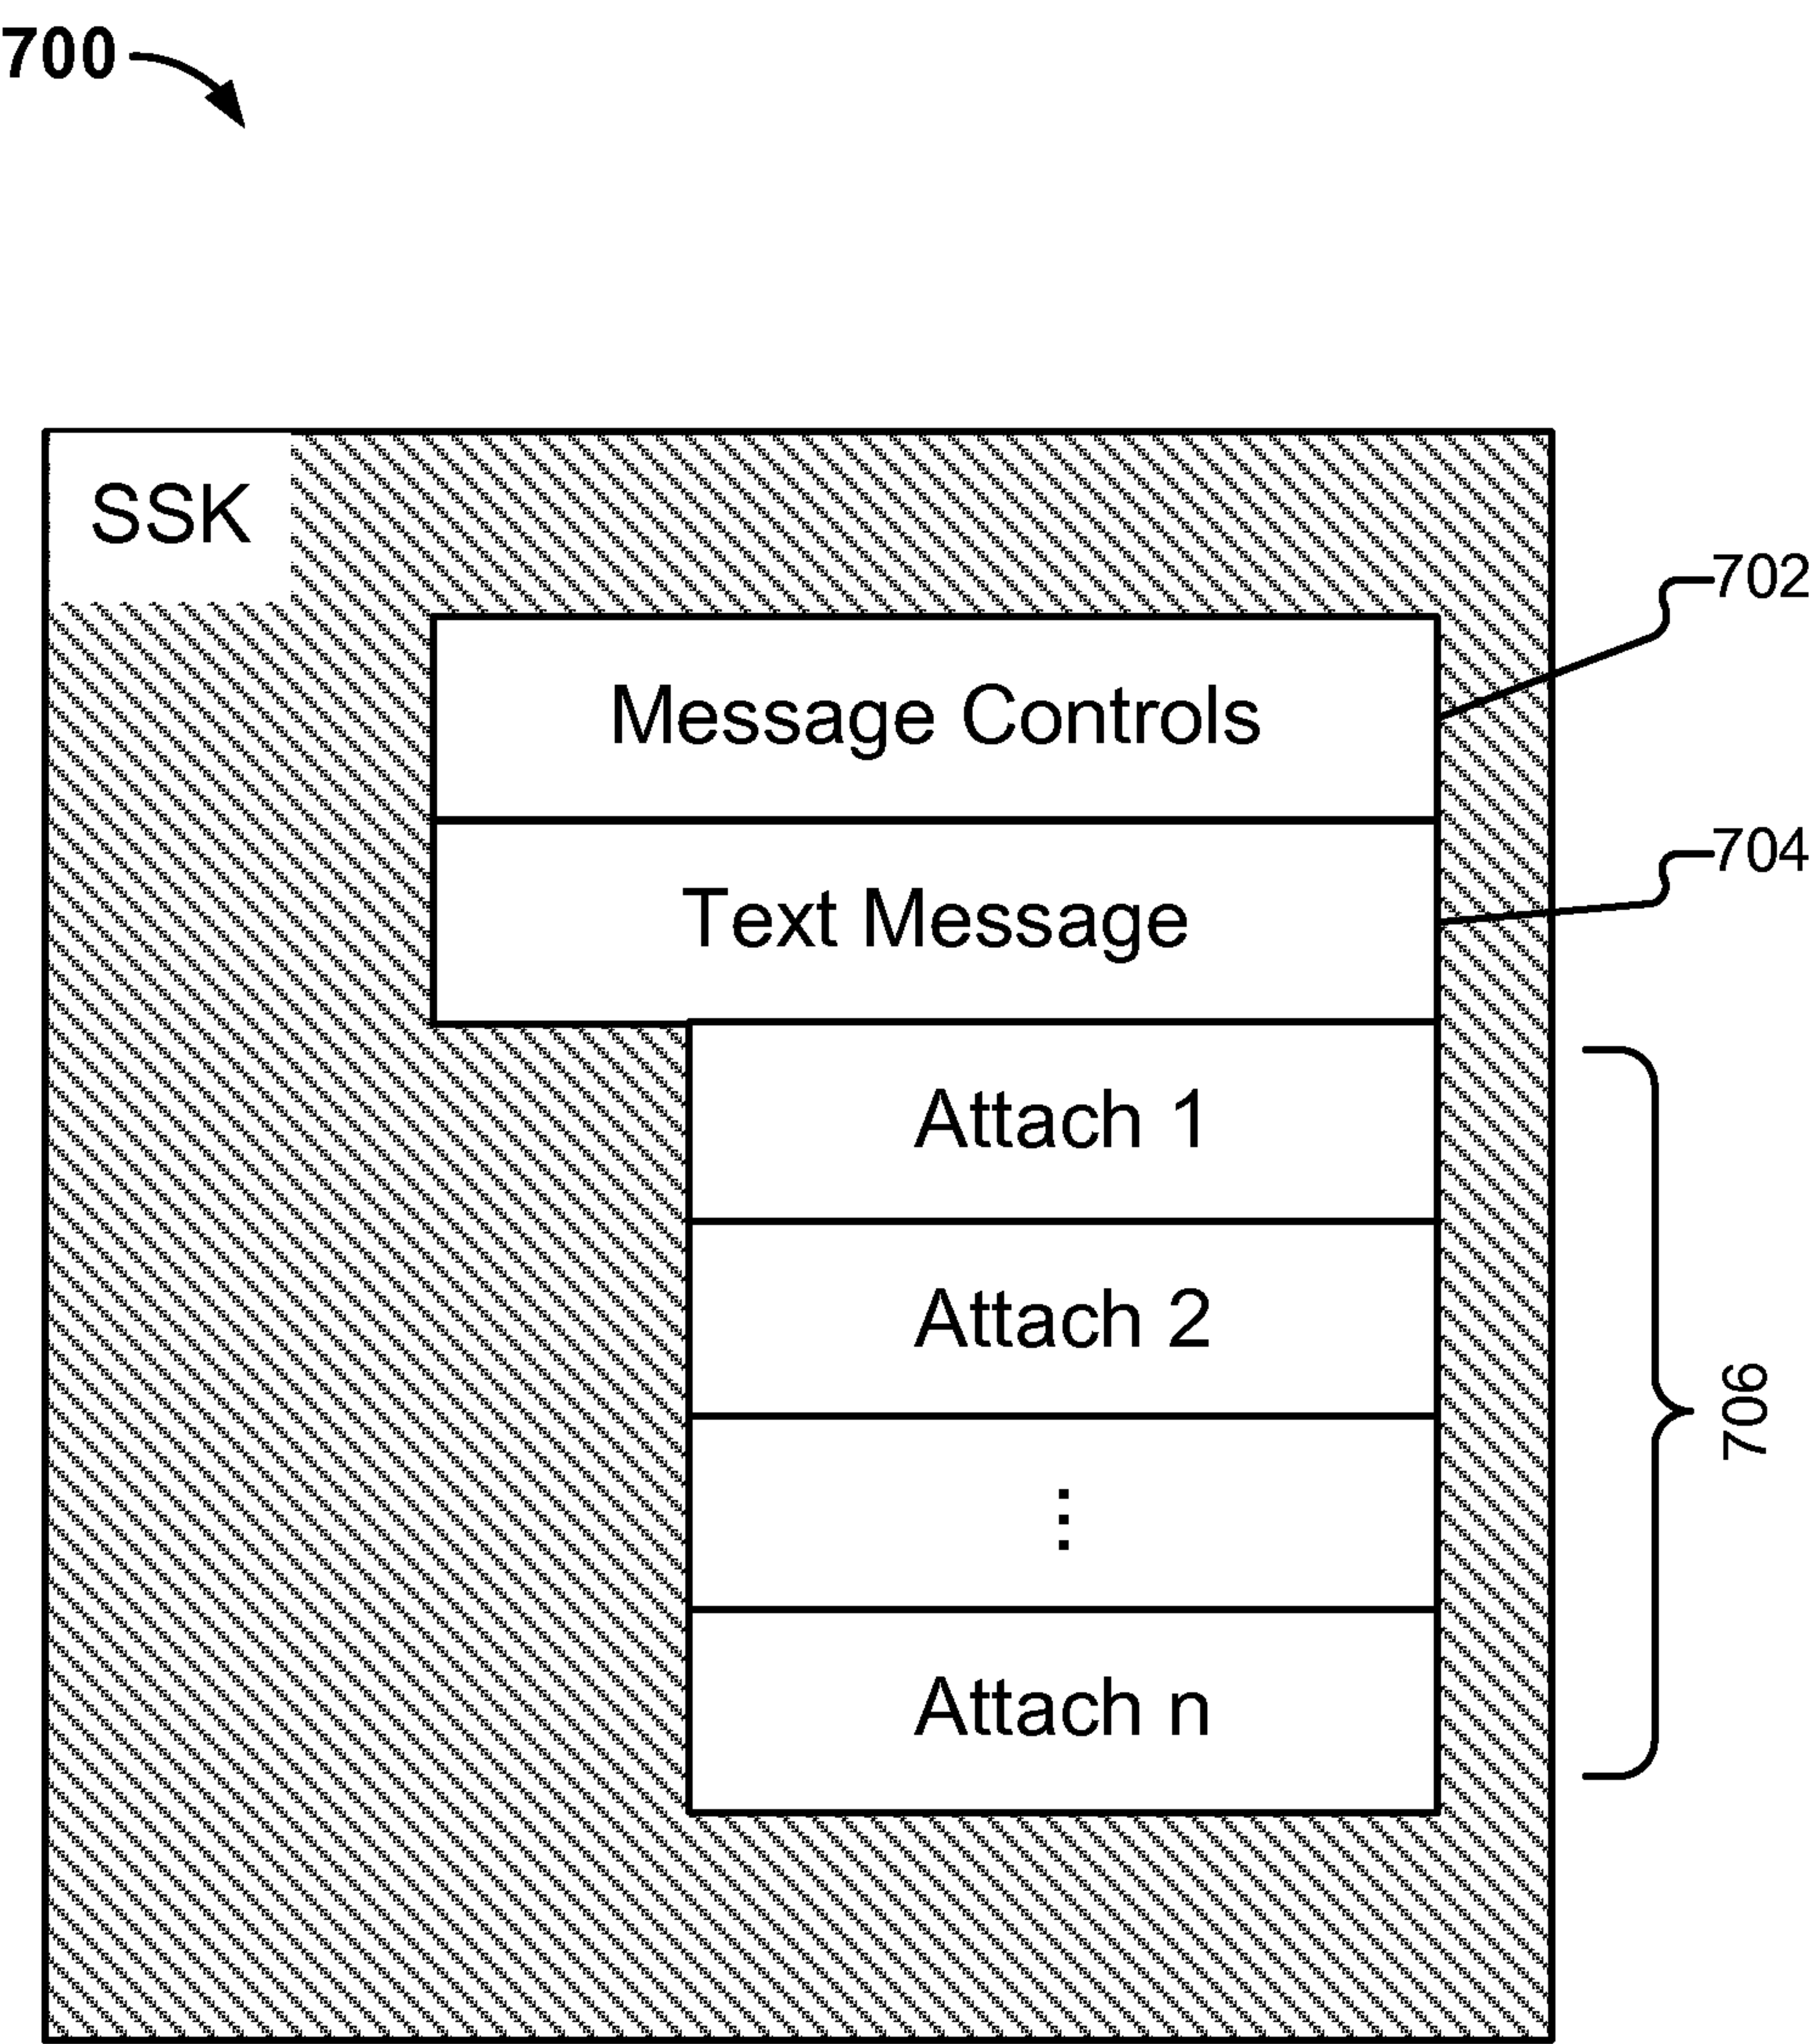 700
SSK
702
Message Controls
704
Text Message
Attach 1
Attach 2
706
⋮
Attach n